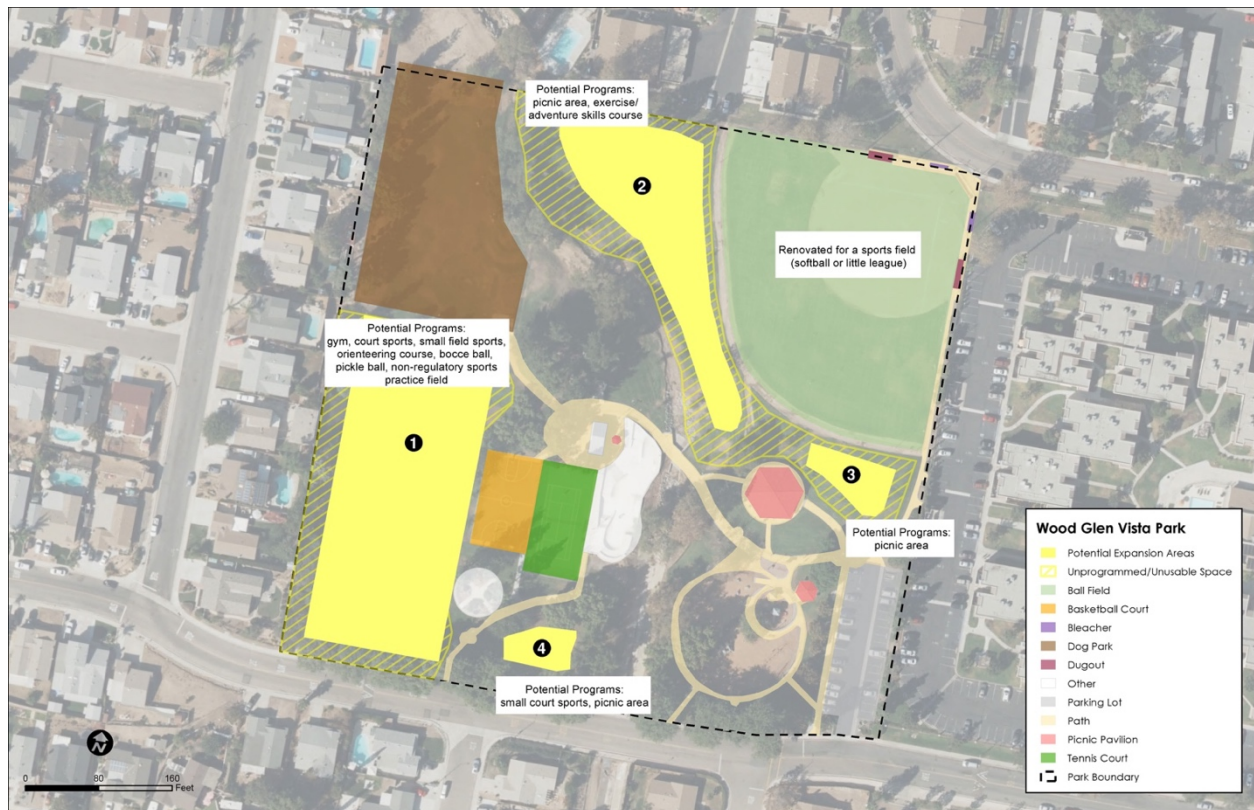 Potential Programs:
picnic area, exercise/
adventure skills course
2
Renovated for a sports field
(softball or little league)
Potential Programs:
gym, court sports, small field sports,
orienteering course, bocce ball,
pickle ball, non-regulatory sports
practice field
1
3
Potential Programs:
picnic area
4
Potential Programs:
small court sports, picnic area
Wood Glen Vista Park
Potential Expansion Areas
Unprogrammed/Unusable Space
Ball Field
Basketball Court
Bleacher
Dog Park
Dugout
Other
Parking Lot
Path
Picnic Pavilion
Tennis Court
Park Boundary
N
0 80 160
Feet